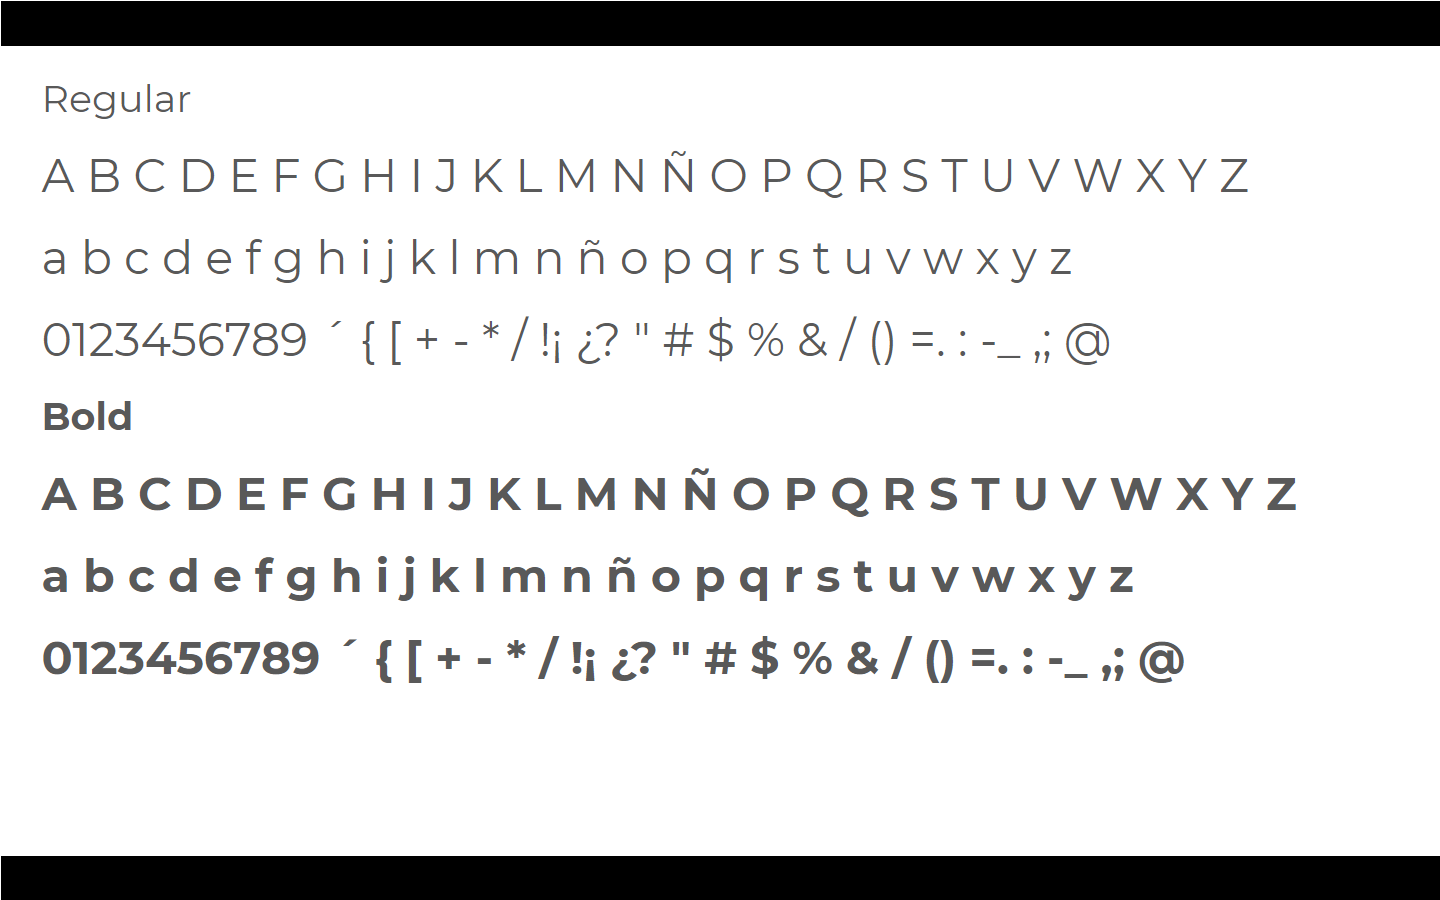 Regular
A B C D E F G H I J K L M N Ñ O P Q R S T U V W X Y Z
a b c d e f g h i j k l m n ñ o p q r s t u v w x y z
0123456789 ´ { [ + - * / !¡ ¿? " # $ % & / () =. : -_ ,; @
Bold
A B C D E F G H I J K L M N Ñ O P Q R S T U V W X Y Z
a b c d e f g h i j k l m n ñ o p q r s t u v w x y z
0123456789 ´ { [ + - * / !¡ ¿? " # $ % & / () =. : -_ ,; @